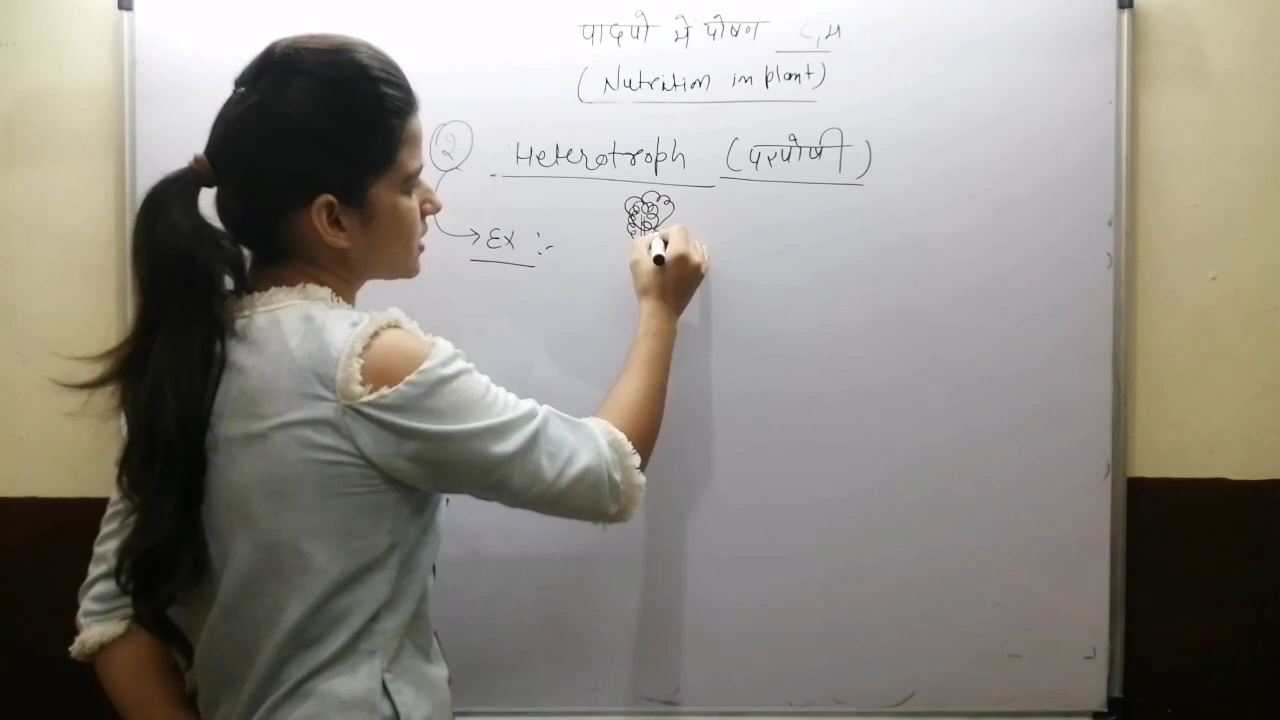 पादपो मे पोषण
(Nutrition in plant)
2 Heterotroph (परपोषी)
Ex :-